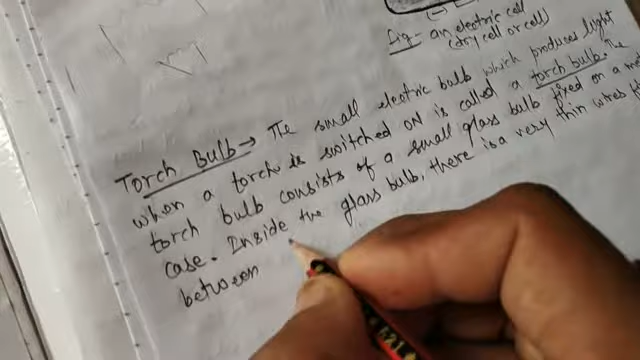 Fig - an electric cell
(dry cell or cell)
Torch Bulb → The small electric bulb which produces light
when a torch is switched ON is called a torch bulb. The
torch bulb consists of a small glass bulb fixed on a
case. Inside the glass bulb, there is a very thin wires
between